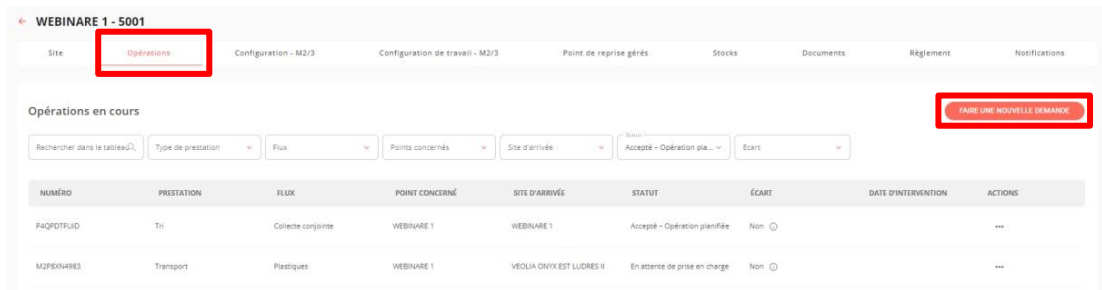 ← WEBINARE 1 - 5001
Site Opérations Configuration - M2/3 Configuration de travail - M2/3 Point de reprise gérés Stocks Documents Règlement Notifications
Opérations en cours FAIRE UNE NOUVELLE DEMANDE
Statut
Rechercher dans le tableau Type de prestation Flux Points concernés Site d'arrivée Accepté – Opération pla... Ecart
NUMÉRO PRESTATION FLUX POINT CONCERNÉ SITE D'ARRIVÉE STATUT ÉCART DATE D'INTERVENTION ACTIONS
P4QPDTFUID Tri Collecte conjointe WEBINARE 1 WEBINARE 1 Accepté – Opération planifiée Non ...
M2P8XN4983 Transport Plastiques WEBINARE 1 VEOLIA ONYX EST LUDRES II En attente de prise en charge Non ...